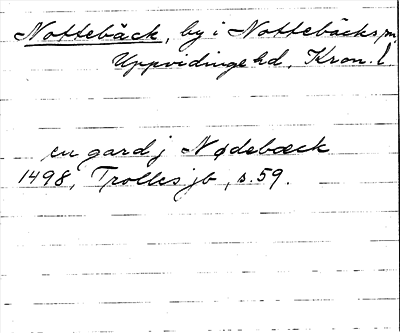 Nottebäck, by i Nottebäcks sn,
Uppvidinge hd, Kron. l.
en gard j Nødebæck
1498, Trolles jb, s. 59.